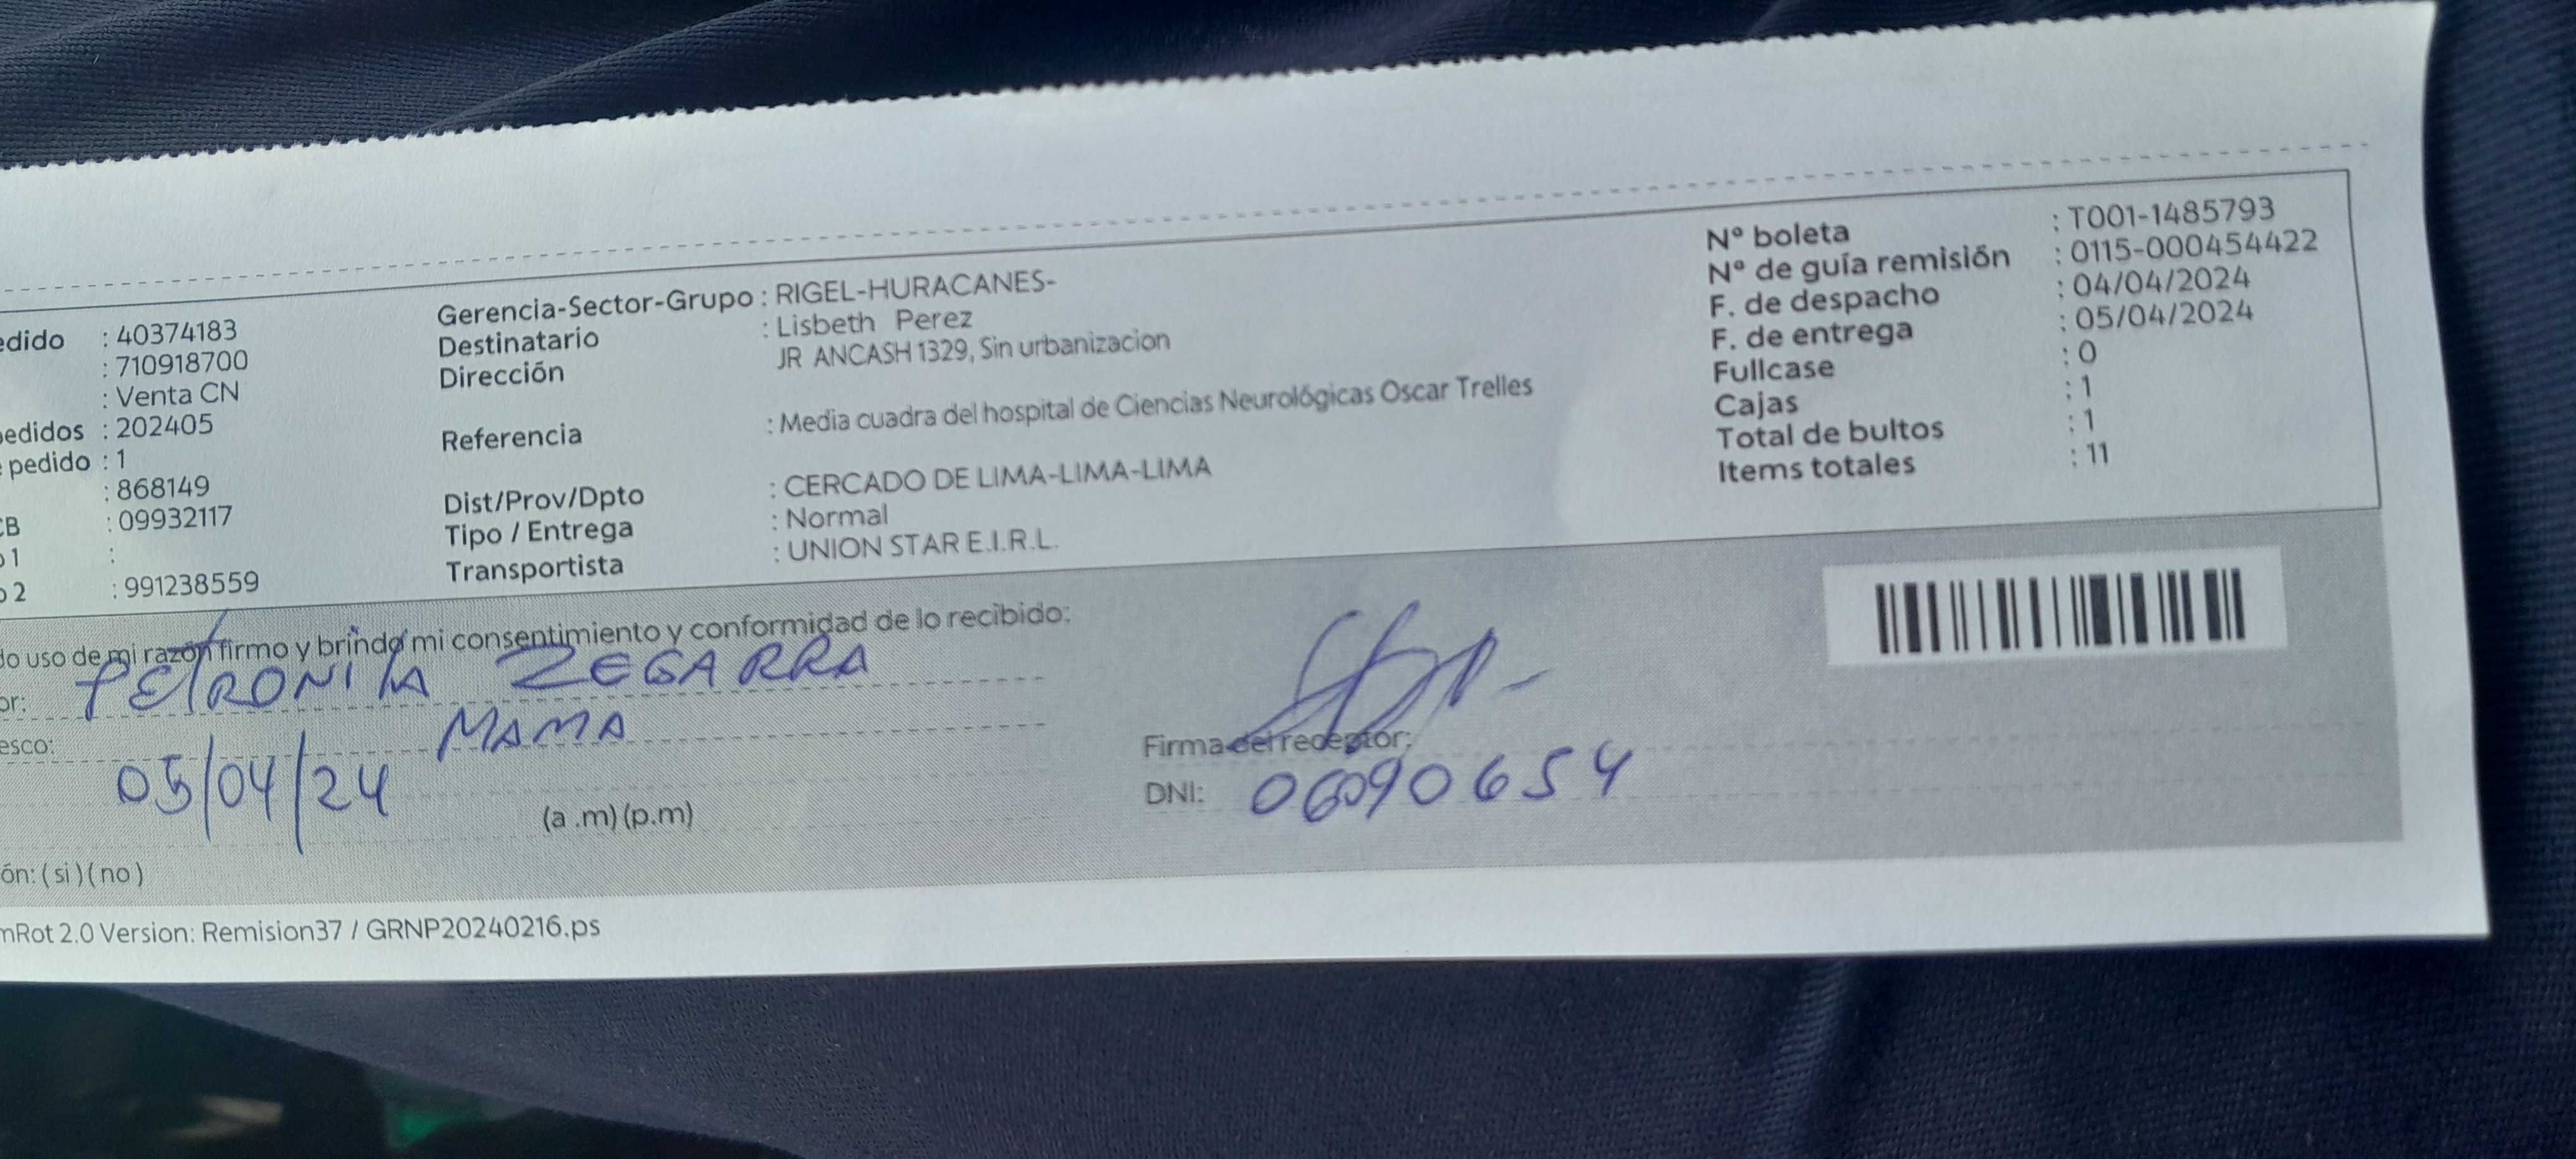 edido : 40374183
: 710918700
: Venta CN
pedidos : 202405
pedido : 1
: 868149
CB : 09932117
o 1 :
o 2 : 991238559
Gerencia-Sector-Grupo : RIGEL-HURACANES-
Destinatario : Lisbeth Perez
Dirección JR ANCASH 1329, Sin urbanizacion
Referencia : Media cuadra del hospital de Ciencias Neurológicas Oscar Trelles
Dist/Prov/Dpto : CERCADO DE LIMA-LIMA-LIMA
Tipo / Entrega : Normal
Transportista : UNION STAR E.I.R.L.
N° boleta : T001-1485793
N° de guía remisión : 0115-000454422
F. de despacho : 04/04/2024
F. de entrega : 05/04/2024
Fullcase : 0
Cajas : 1
Total de bultos : 1
Items totales : 11
do uso de mi razón firmo y brindo mi consentimiento y conformidad de lo recibido:
or: PETRONILA ZEGARRA
esco: MAMA
05/04/24 (a .m) (p.m)
Firma del receptor:
DNI:
ón: ( si ) ( no )
mRot 2.0 Version: Remision37 / GRNP20240216.ps